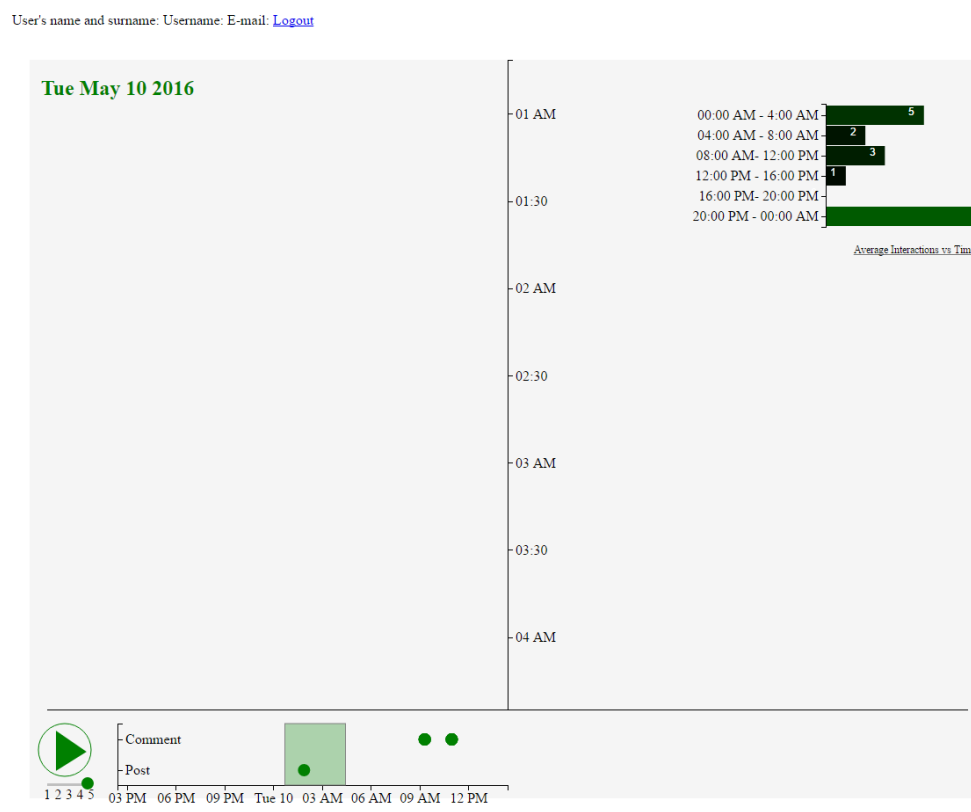 User's name and surname: Username: E-mail: Logout
Tue May 10 2016
01 AM
01:30
02 AM
02:30
03 AM
03:30
04 AM
00:00 AM - 4:00 AM 5
04:00 AM - 8:00 AM 2
08:00 AM- 12:00 PM 3
12:00 PM - 16:00 PM 1
16:00 PM- 20:00 PM
20:00 PM - 00:00 AM
Average Interactions vs Tim
Comment
Post
1 2 3 4 5
03 PM 06 PM 09 PM Tue 10 03 AM 06 AM 09 AM 12 PM